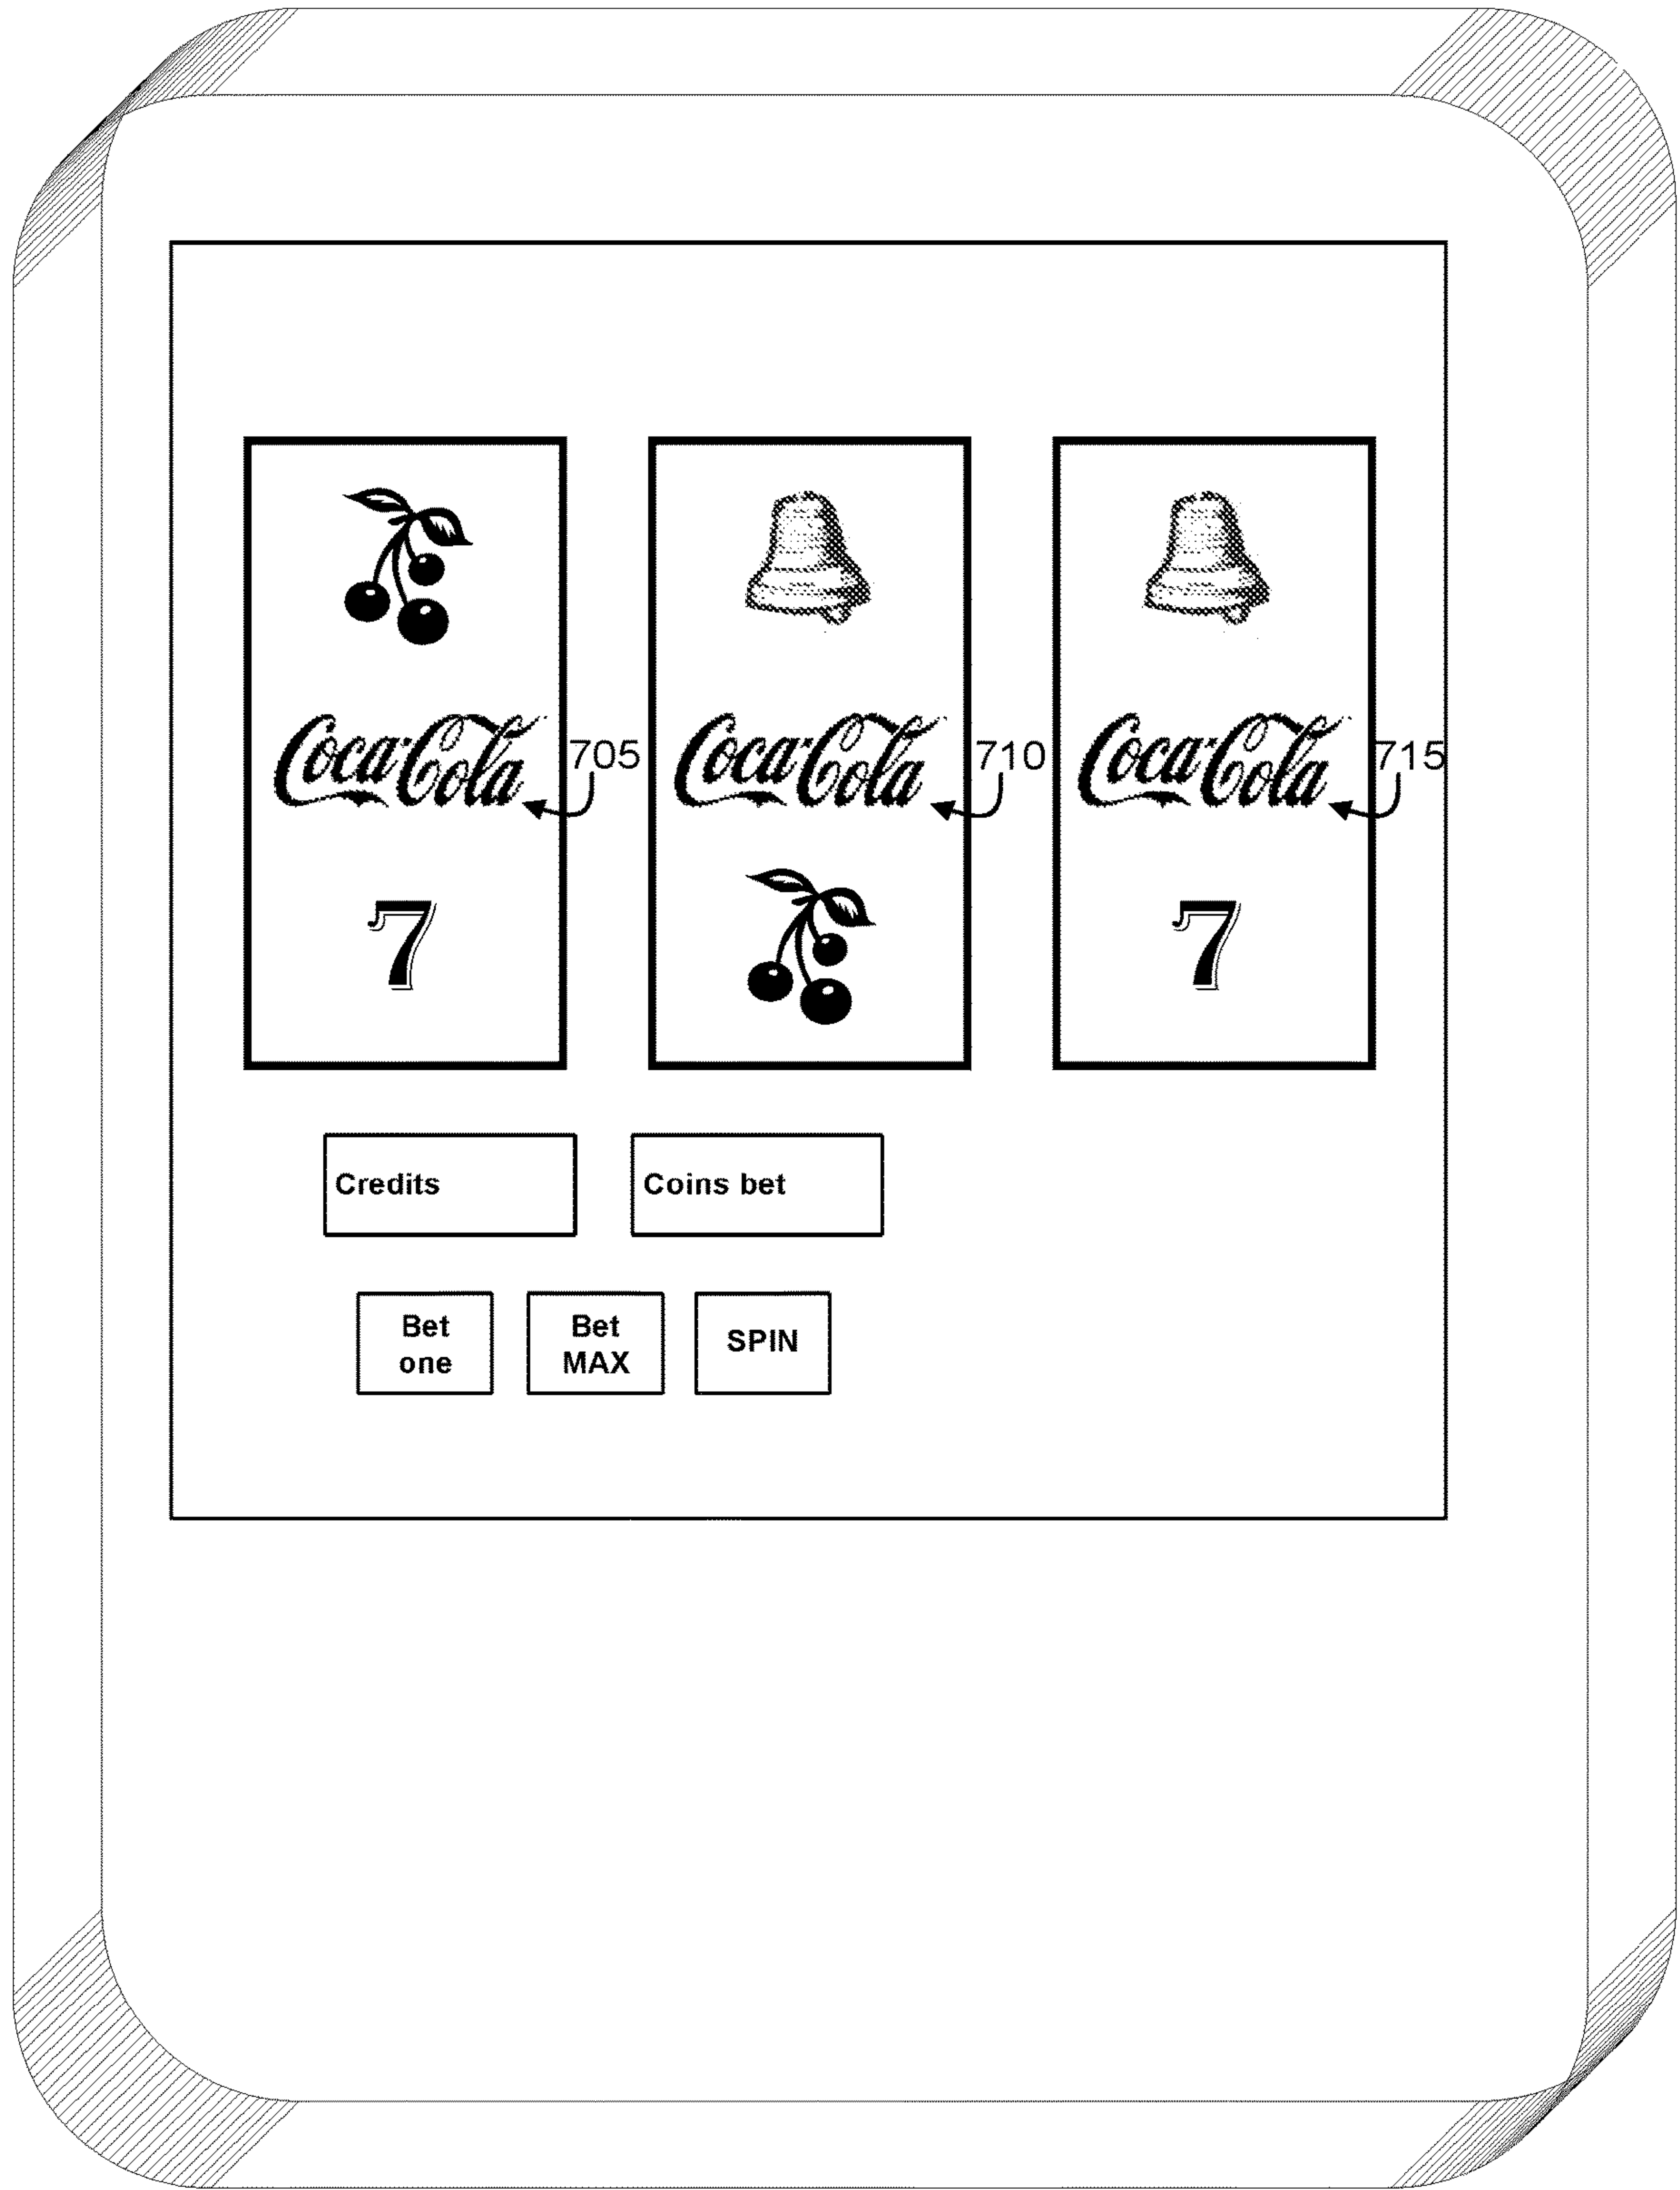 Coca-Cola 705 Coca-Cola 710 Coca-Cola 715
7 7
Credits Coins bet
Bet one Bet MAX SPIN